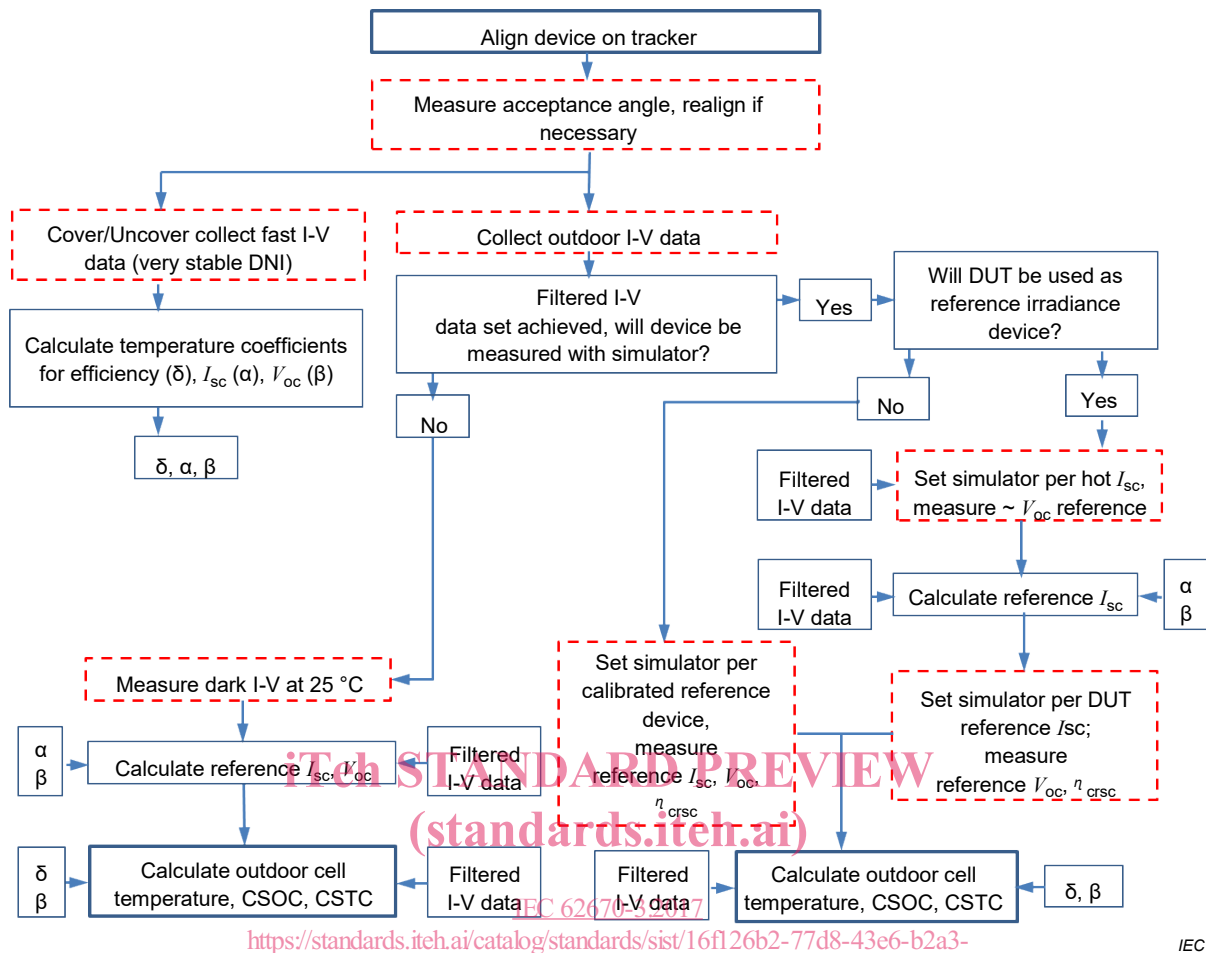 Align device on tracker
Measure acceptance angle, realign if
necessary
Cover/Uncover collect fast I-V
data (very stable DNI)
Collect outdoor I-V data
Will DUT be used as
reference irradiance
device?
Filtered I-V
data set achieved, will device be
measured with simulator?
Yes
Calculate temperature coefficients
for efficiency (δ), Isc (α), Voc (β)
No
No
Yes
δ, α, β
Filtered
I-V data
Set simulator per hot Isc,
measure ~ Voc reference
Filtered
I-V data
Calculate reference Isc
α
β
Measure dark I-V at 25 °C
Set simulator per
calibrated reference
device,
measure
reference Isc, Voc,
η crsc
Set simulator per DUT
reference Isc;
measure
reference Voc, η crsc
α
β
Calculate reference Isc, Voc
Filtered
I-V data
iTeh STANDARD PREVIEW
(standards.iteh.ai)
δ
β
Calculate outdoor cell
temperature, CSOC, CSTC
Filtered
I-V data
Filtered
I-V data
Calculate outdoor cell
temperature, CSOC, CSTC
δ, β
IEC 62670-3:2017
https://standards.iteh.ai/catalog/standards/sist/16f126b2-77d8-43e6-b2a3-
IEC